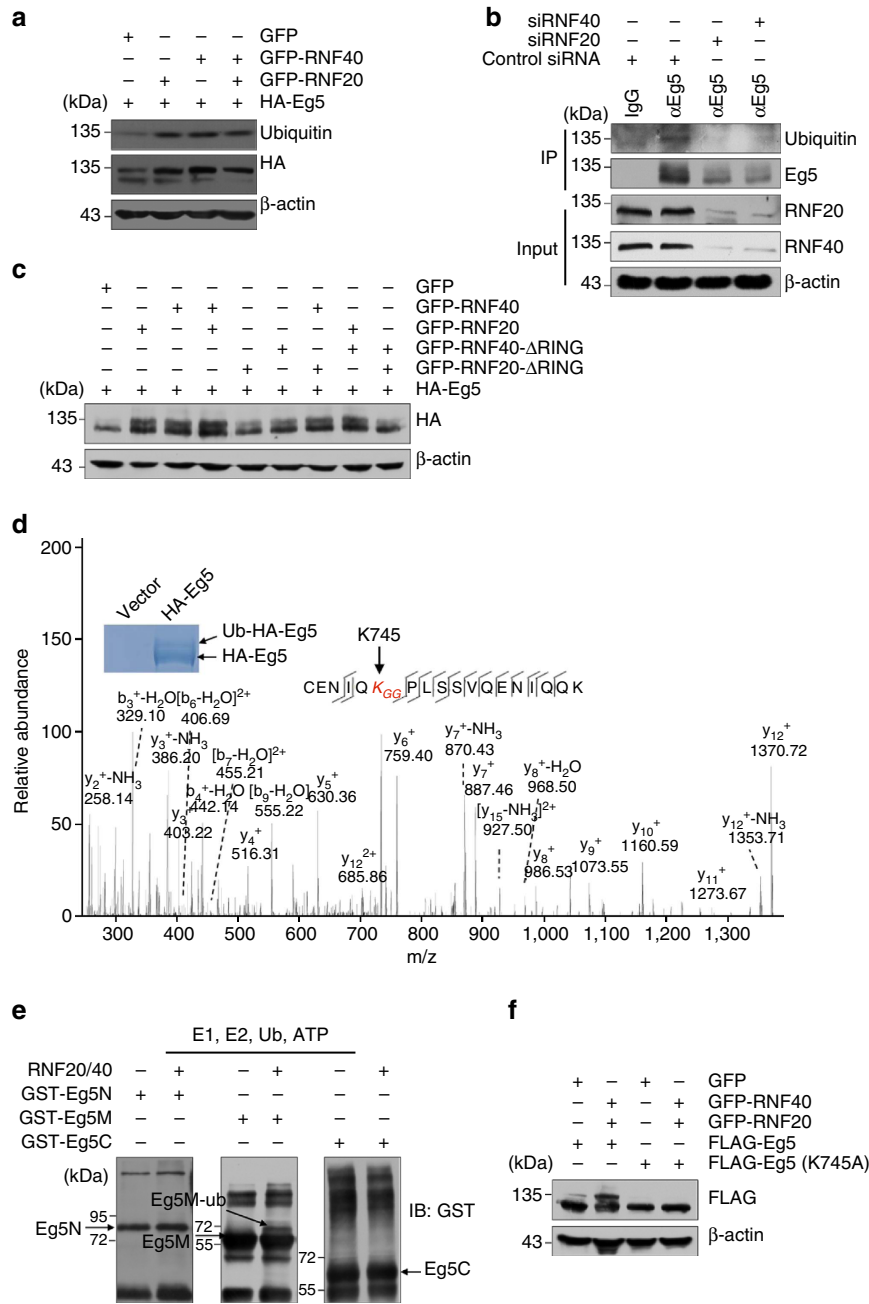 a
+ − − − GFP
− − + + GFP-RNF40
− + − + GFP-RNF20
(kDa) + + + + HA-Eg5
135 Ubiquitin
135 HA
β-actin
43
b
siRNF40 − − − +
siRNF20 − − + −
Control siRNA + + − −
(kDa) IgG αEg5 αEg5 αEg5
IP
135 Ubiquitin
135 Eg5
Input
135 RNF20
135 RNF40
43 β-actin
c
+ − − − − − − − − GFP
− − + + − − + − − GFP-RNF40
− + − + − − − + − GFP-RNF20
− − − − − + − + + GFP-RNF40-ΔRING
− − − − + − + − + GFP-RNF20-ΔRING
(kDa) + + + + + + + + + HA-Eg5
135 HA
43 β-actin
d
Relative abundance
200
150
100
50
0
Vector HA-Eg5
Ub-HA-Eg5
HA-Eg5
K745
CENIQKGGPLSSVQENIQQK
b3+-H2O
329.10
[b6-H2O]2+
406.69
y3+-NH3
386.20
[b7-H2O]2+
455.21
y2+-NH3
258.14
b4+-H2O
442.14
[b9-H2O]
555.22
y3+
403.22
y4+
516.31
y5+
630.36
y12 2+
685.86
y6+
759.40
y7+-NH3
870.43
y7+
887.46
[y15-NH3]2+
927.50
y8+-H2O
968.50
y8+
986.53
y9+
1073.55
y10+
1160.59
y11+
1273.67
y12+-NH3
1353.71
y12+
1370.72
300 400 500 600 700 800 900 1,000 1,100 1,200 1,300
m/z
e
E1, E2, Ub, ATP
RNF20/40 − + − + − +
GST-Eg5N + + − − − −
GST-Eg5M − − + + − −
GST-Eg5C − − − − + +
(kDa)
95
72
Eg5N
Eg5M-ub
Eg5M
72
55
72
55
IB: GST
Eg5C
f
+ − + − GFP
− + − + GFP-RNF40
− + − + GFP-RNF20
+ + − − FLAG-Eg5
(kDa) − − + + FLAG-Eg5 (K745A)
135 FLAG
43 β-actin